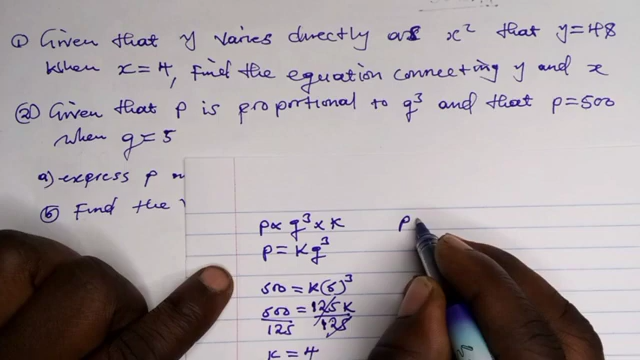 ① Given that y varies directly as x² that y=48
when x=4, Find the equation connecting y and x
② Given that P is proportional to q³ and that P=500
when q=5
a) express P
⑥ Find the
P∝ q³ x K
P = Kq³
500 = K(5)³
500 = 125K
125 125
K = 4
P